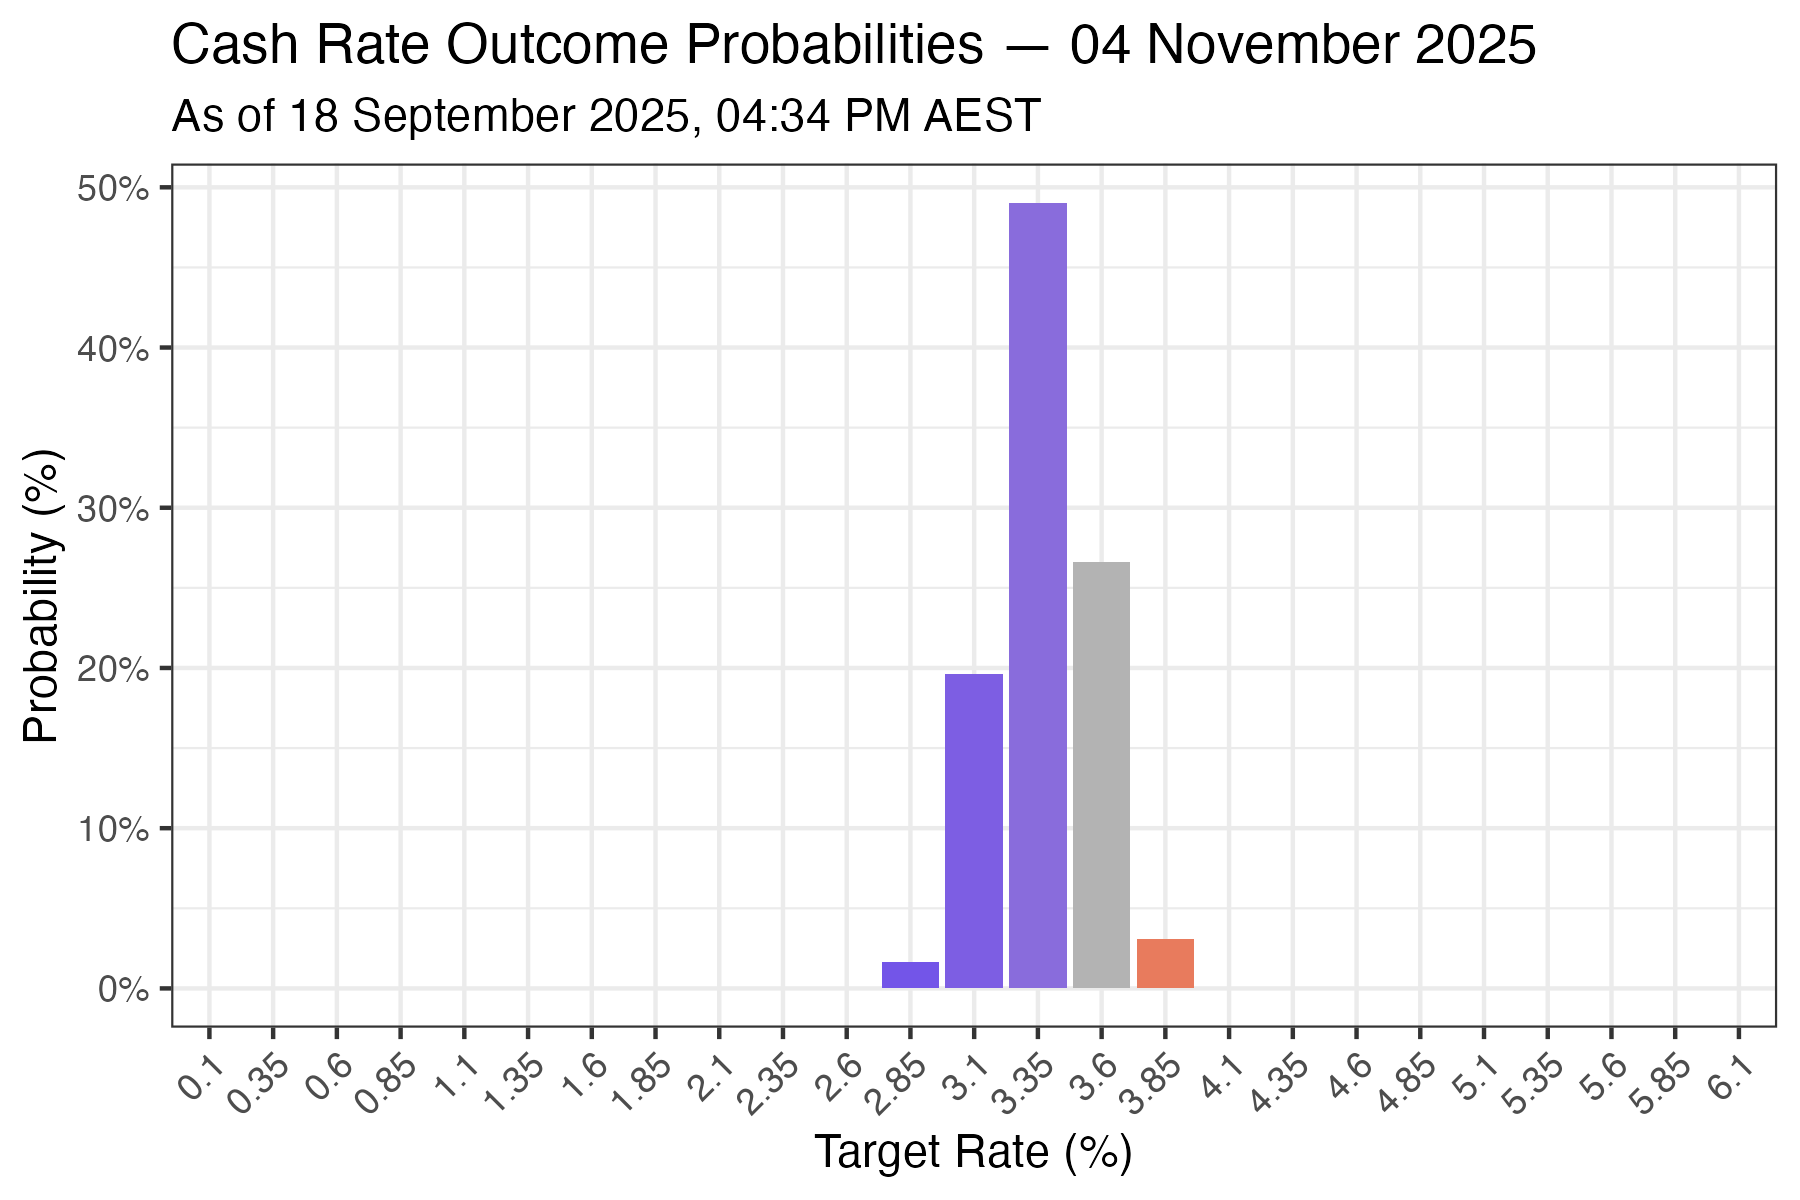 Cash Rate Outcome Probabilities — 04 November 2025
As of 18 September 2025, 04:34 PM AEST
Probability (%)
50%
40%
30%
20%
10%
0%
0.1 0.35 0.6 0.85 1.1 1.35 1.6 1.85 2.1 2.35 2.6 2.85 3.1 3.35 3.6 3.85 4.1 4.35 4.6 4.85 5.1 5.35 5.6 5.85 6.1
Target Rate (%)